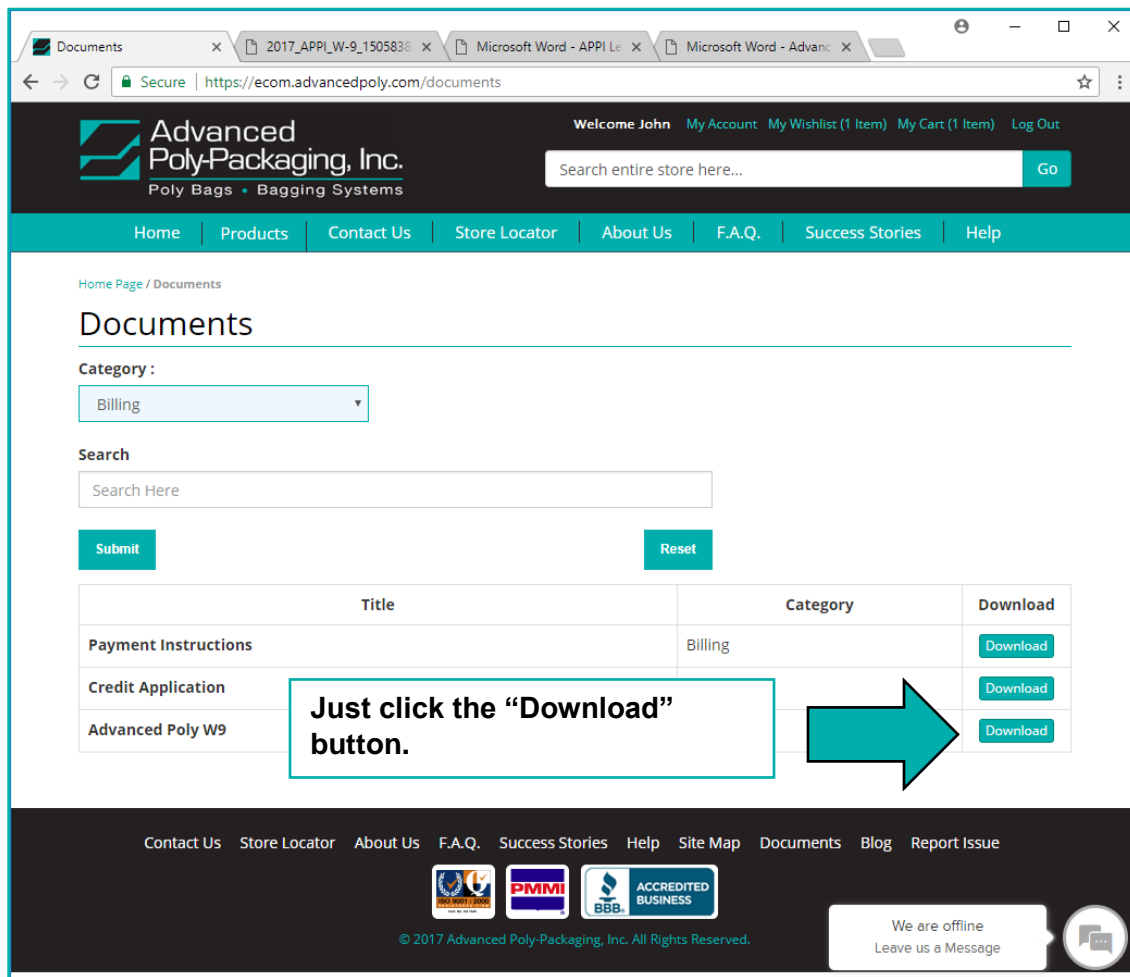 Documents
2017_APPI_W-9_1505838
Microsoft Word - APPI Le
Microsoft Word - Advanc
Secure | https://ecom.advancedpoly.com/documents
Advanced
Poly-Packaging, Inc.
Poly Bags • Bagging Systems
Welcome John My Account My Wishlist (1 Item) My Cart (1 Item) Log Out
Search entire store here... Go
Home Products Contact Us Store Locator About Us F.A.Q. Success Stories Help
Home Page / Documents
Documents
Category :
Billing
Search
Search Here
Submit Reset
Title Category Download
Payment Instructions Billing Download
Credit Application Download
Advanced Poly W9 Download
Just click the “Download”
button.
Contact Us Store Locator About Us F.A.Q. Success Stories Help Site Map Documents Blog Report Issue
ISO 9001 : 2000
PMMI
BBB.
ACCREDITED
BUSINESS
© 2017 Advanced Poly-Packaging, Inc. All Rights Reserved.
We are offline
Leave us a Message